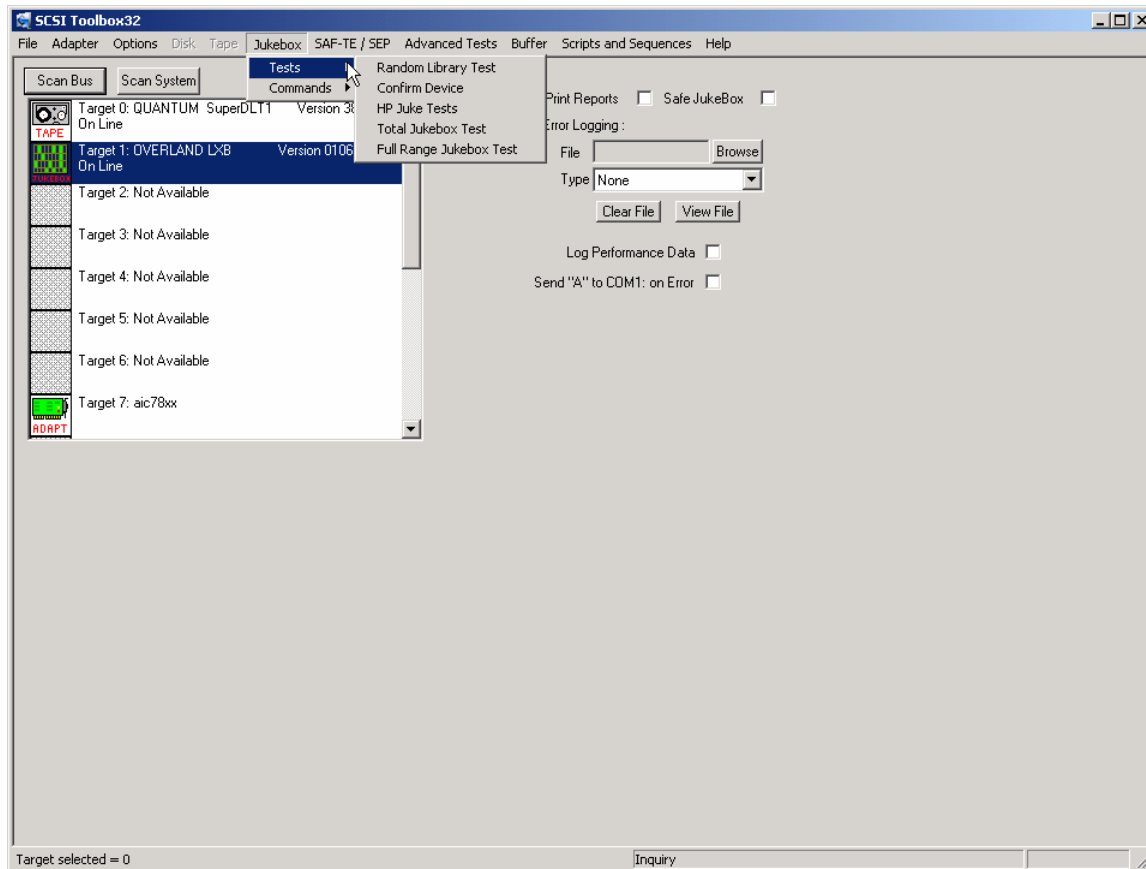 SCSI Toolbox32
File Adapter Options Disk Tape Jukebox SAF-TE / SEP Advanced Tests Buffer Scripts and Sequences Help
Scan Bus Scan System
Tests
Commands
Random Library Test
Confirm Device
HP Juke Tests
Total Jukebox Test
Full Range Jukebox Test
TAPE
Target 0: QUANTUM SuperDLT1 Version 38
On Line
JUKEBOX
Target 1: OVERLAND LXB Version 0106
On Line
Target 2: Not Available
Target 3: Not Available
Target 4: Not Available
Target 5: Not Available
Target 6: Not Available
ADAPT
Target 7: aic78xx
Print Reports Safe JukeBox
Error Logging :
File Browse
Type None
Clear File View File
Log Performance Data
Send "A" to COM1: on Error
Target selected = 0 Inquiry